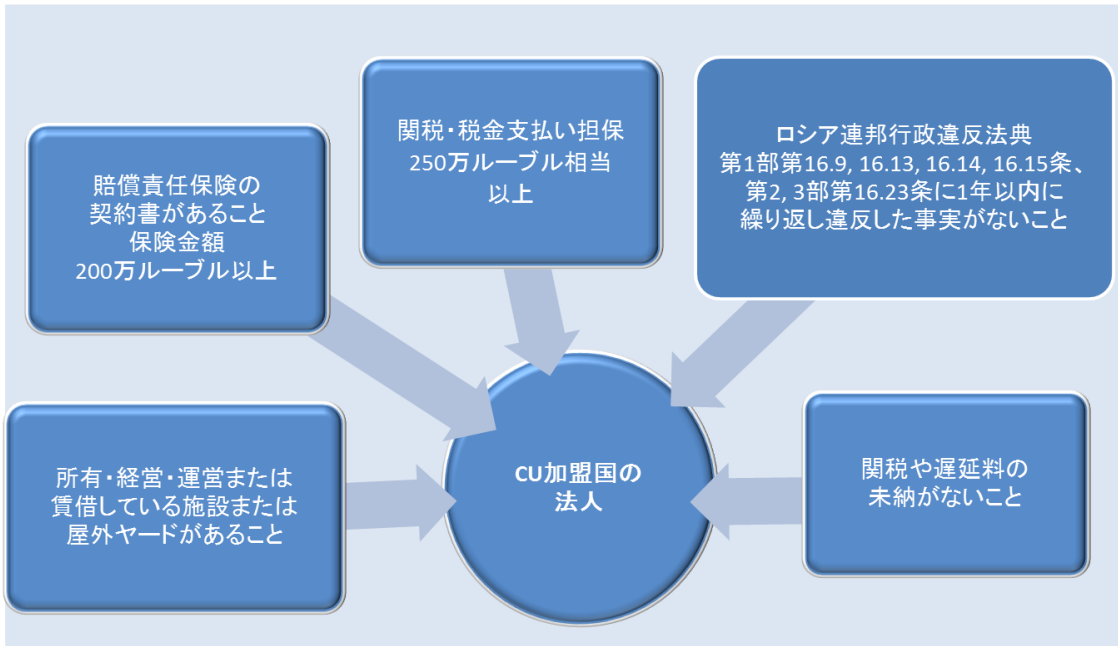 関税・税金支払い担保
250万ルーブル相当
以上
ロシア連邦行政違反法典
第1部第16.9, 16.13, 16.14, 16.15条、
第2, 3部第16.23条に1年以内に
繰り返し違反した事実がないこと
賠償責任保険の
契約書があること
保険金額
200万ルーブル以上
所有・経営・運営または
賃借している施設または
屋外ヤードがあること
CU加盟国の
法人
関税や遅延料の
未納がないこと